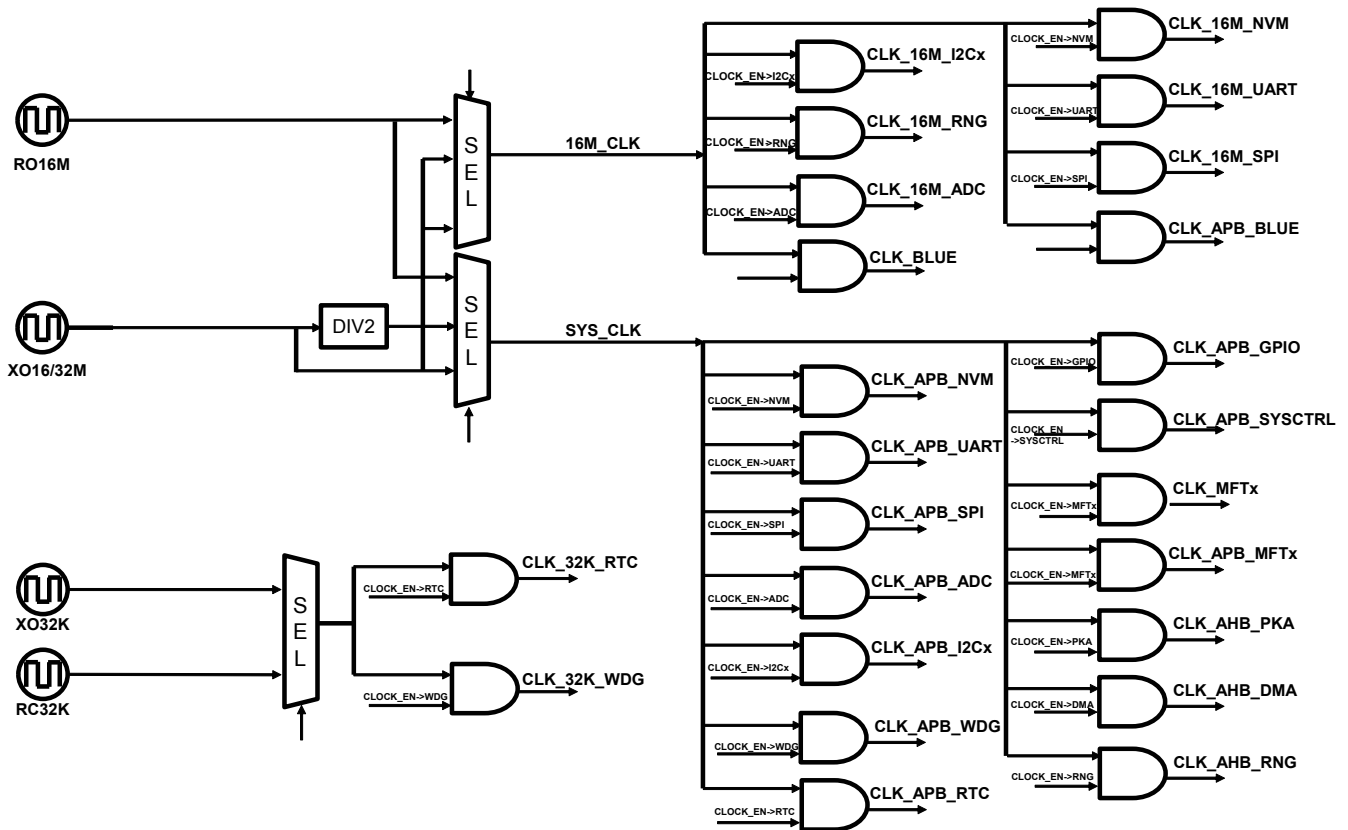 RO16M
XO16/32M
XO32K
RC32K
DIV2
S
E
L
S
E
L
S
E
L
16M_CLK
SYS_CLK
CLOCK_EN->I2Cx
CLK_16M_I2Cx
CLOCK_EN->RNG
CLK_16M_RNG
CLOCK_EN->ADC
CLK_16M_ADC
CLK_BLUE
CLOCK_EN->NVM
CLK_16M_NVM
CLOCK_EN->UART
CLK_16M_UART
CLOCK_EN->SPI
CLK_16M_SPI
CLK_APB_BLUE
CLOCK_EN->NVM
CLK_APB_NVM
CLOCK_EN->UART
CLK_APB_UART
CLOCK_EN->SPI
CLK_APB_SPI
CLOCK_EN->ADC
CLK_APB_ADC
CLOCK_EN->I2Cx
CLK_APB_I2Cx
CLOCK_EN->WDG
CLK_APB_WDG
CLOCK_EN->RTC
CLK_APB_RTC
CLOCK_EN->GPIO
CLK_APB_GPIO
CLOCK_EN
->SYSCTRL
CLK_APB_SYSCTRL
CLOCK_EN->MFTx
CLK_MFTx
CLOCK_EN->MFTx
CLK_APB_MFTx
CLOCK_EN->PKA
CLK_AHB_PKA
CLOCK_EN->DMA
CLK_AHB_DMA
CLOCK_EN->RNG
CLK_AHB_RNG
CLOCK_EN->RTC
CLK_32K_RTC
CLOCK_EN->WDG
CLK_32K_WDG